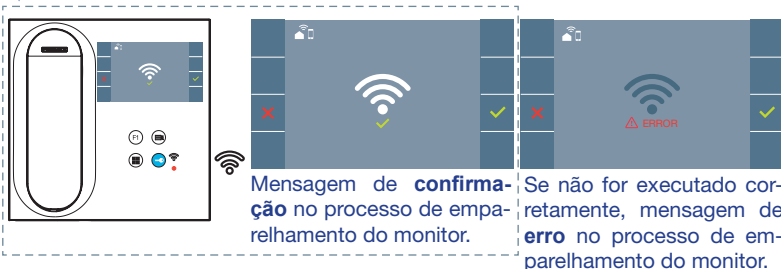 F1
ERROR
Mensagem de confirma-
ção no processo de empa-
relhamento do monitor.
Se não for executado cor-
retamente, mensagem de
erro no processo de em-
parelhamento do monitor.